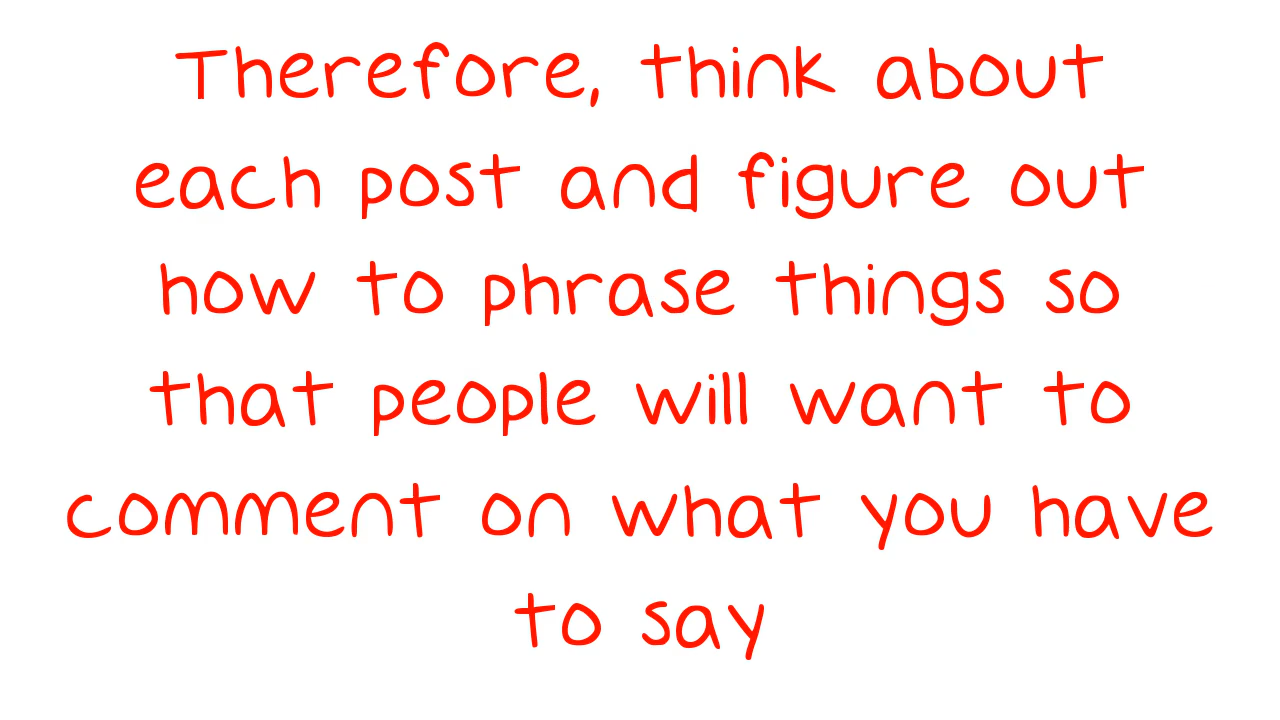 Therefore, think about
each post and figure out
how to phrase things so
that people will want to
comment on what you have
to say